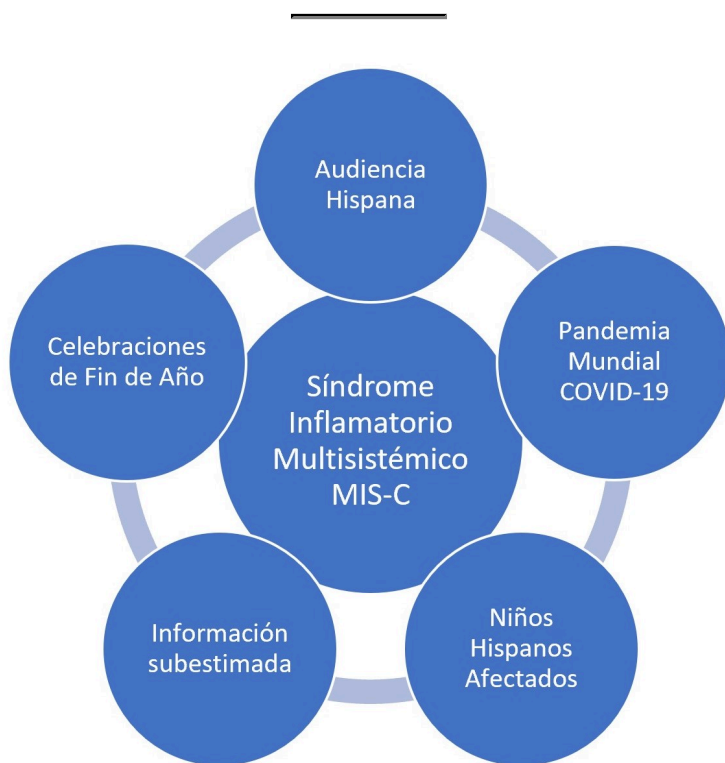 Audiencia
Hispana
Celebraciones
de Fin de Año
Pandemia
Mundial
COVID-19
Síndrome
Inflamatorio
Multisistémico
MIS-C
Información
subestimada
Niños
Hispanos
Afectados